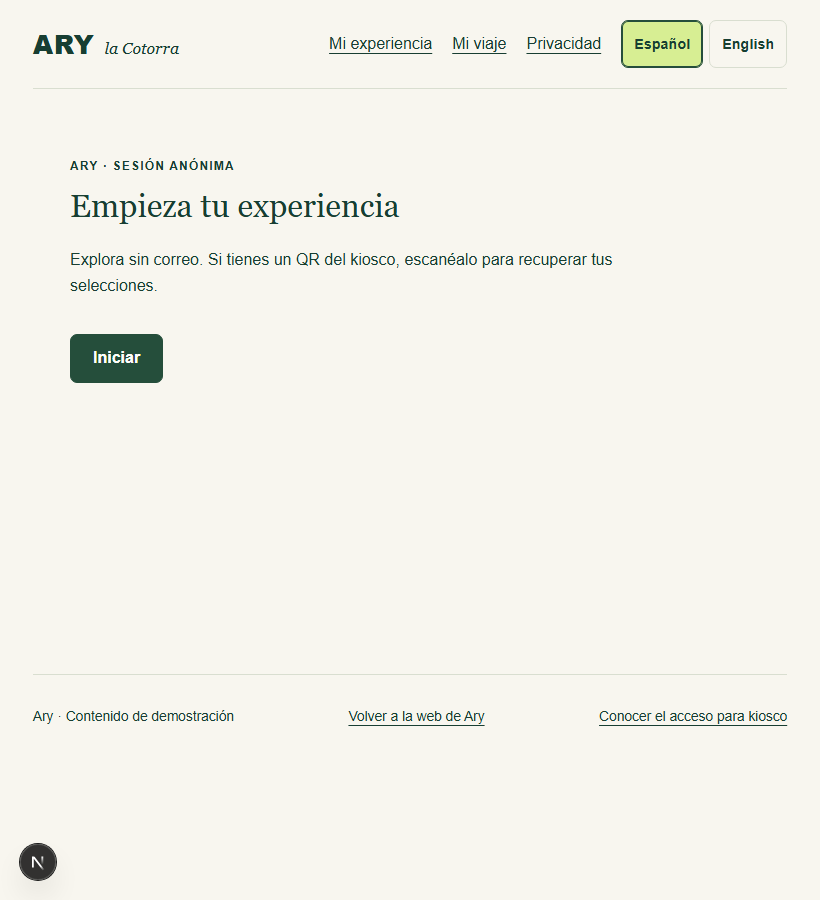 ARY la Cotorra
Mi experiencia Mi viaje Privacidad Español English
ARY · SESIÓN ANÓNIMA
Empieza tu experiencia
Explora sin correo. Si tienes un QR del kiosco, escanéalo para recuperar tus
selecciones.
Iniciar
Ary · Contenido de demostración Volver a la web de Ary Conocer el acceso para kiosco
N